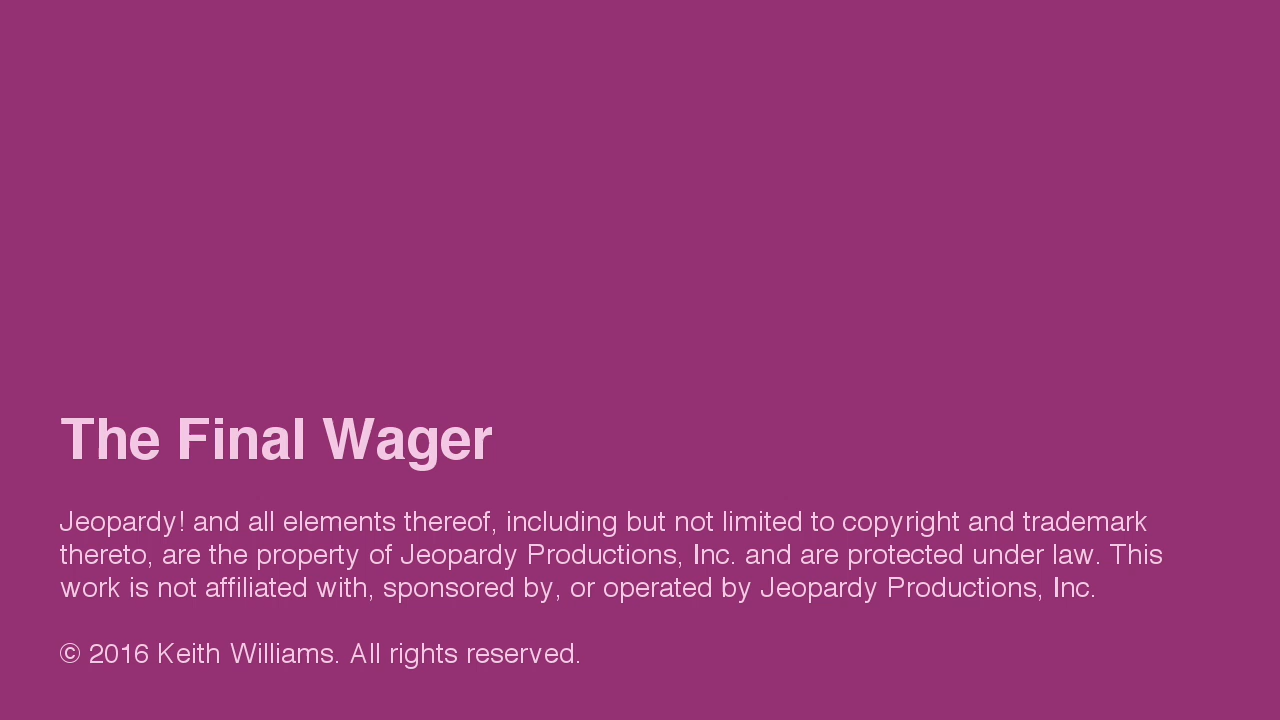 The Final Wager
Jeopardy! and all elements thereof, including but not limited to copyright and trademark
thereto, are the property of Jeopardy Productions, Inc. and are protected under law. This
work is not affiliated with, sponsored by, or operated by Jeopardy Productions, Inc.
© 2016 Keith Williams. All rights reserved.